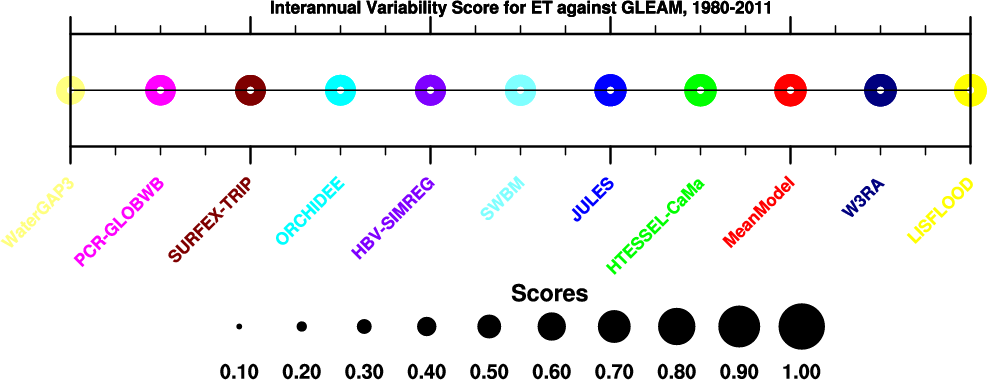 Interannual Variability Score for ET against GLEAM, 1980-2011
WaterGAP3
PCR-GLOBWB
SURFEX-TRIP
ORCHIDEE
HBV-SIMREG
SWBM
JULES
HTESSEL-CaMa
MeanModel
W3RA
LISFLOOD
Scores
0.10 0.20 0.30 0.40 0.50 0.60 0.70 0.80 0.90 1.00